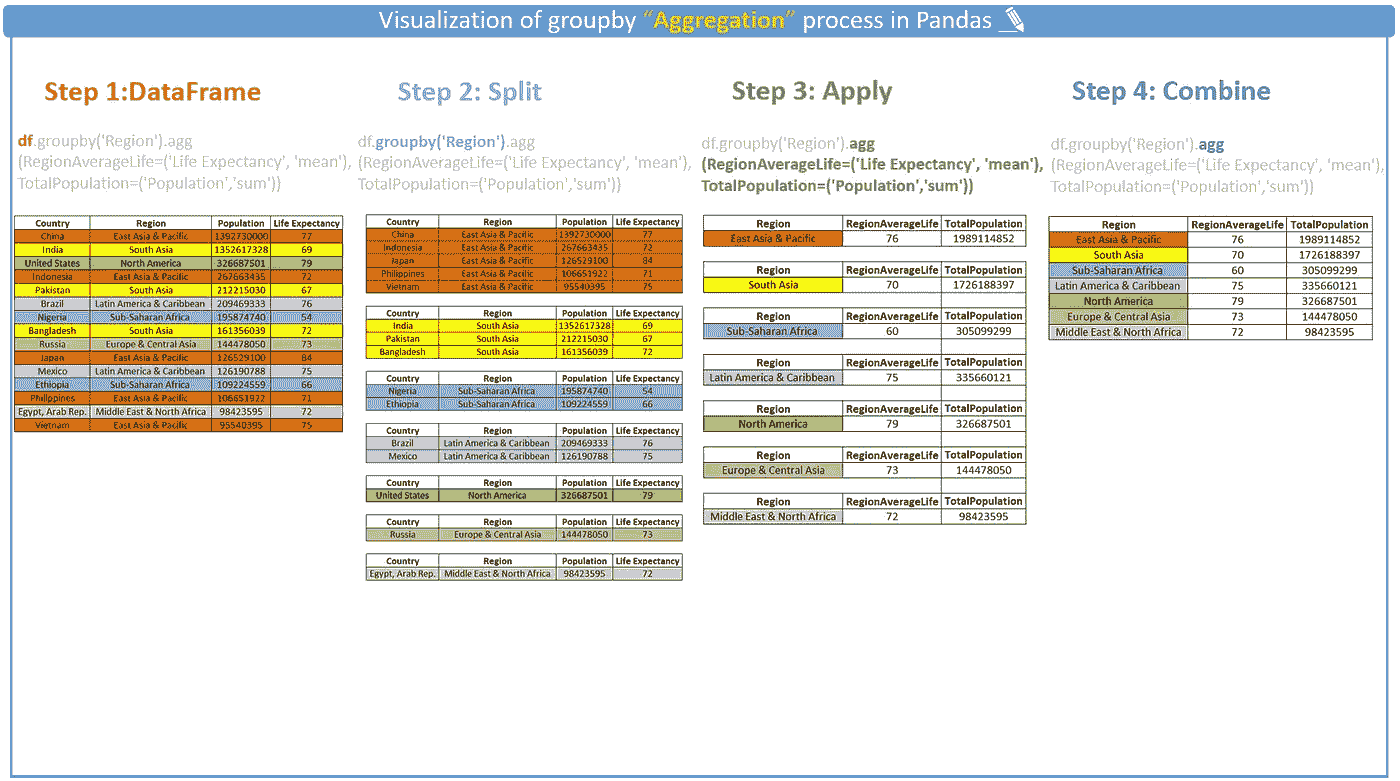 Visualization of groupby “Aggregation” process in Pandas
Step 1:DataFrame
df.groupby('Region').agg
(RegionAverageLife=('Life Expectancy', 'mean'),
TotalPopulation=('Population','sum'))
Country Region Population Life Expectancy
China East Asia & Pacific 1392730000 77
India South Asia 1352617328 69
United States North America 326687501 79
Indonesia East Asia & Pacific 267663435 72
Pakistan South Asia 212215030 67
Brazil Latin America & Caribbean 209469333 76
Nigeria Sub-Saharan Africa 195874740 54
Bangladesh South Asia 161356039 72
Russia Europe & Central Asia 144478050 73
Japan East Asia & Pacific 126529100 84
Mexico Latin America & Caribbean 126190788 75
Ethiopia Sub-Saharan Africa 109224559 66
Philippines East Asia & Pacific 106651922 71
Egypt, Arab Rep. Middle East & North Africa 98423595 72
Vietnam East Asia & Pacific 95540395 75
Step 2: Split
df.groupby('Region').agg
(RegionAverageLife=('Life Expectancy', 'mean'),
TotalPopulation=('Population','sum'))
Country Region Population Life Expectancy
China East Asia & Pacific 1392730000 77
Indonesia East Asia & Pacific 267663435 72
Japan East Asia & Pacific 126529100 84
Philippines East Asia & Pacific 106651922 71
Vietnam East Asia & Pacific 95540395 75
Country Region Population Life Expectancy
India South Asia 1352617328 69
Pakistan South Asia 212215030 67
Bangladesh South Asia 161356039 72
Country Region Population Life Expectancy
Nigeria Sub-Saharan Africa 195874740 54
Ethiopia Sub-Saharan Africa 109224559 66
Country Region Population Life Expectancy
Brazil Latin America & Caribbean 209469333 76
Mexico Latin America & Caribbean 126190788 75
Country Region Population Life Expectancy
United States North America 326687501 79
Country Region Population Life Expectancy
Russia Europe & Central Asia 144478050 73
Country Region Population Life Expectancy
Egypt, Arab Rep. Middle East & North Africa 98423595 72
Step 3: Apply
df.groupby('Region').agg
(RegionAverageLife=('Life Expectancy', 'mean'),
TotalPopulation=('Population','sum'))
Region RegionAverageLife TotalPopulation
East Asia & Pacific 76 1989114852
Region RegionAverageLife TotalPopulation
South Asia 70 1726188397
Region RegionAverageLife TotalPopulation
Sub-Saharan Africa 60 305099299
Region RegionAverageLife TotalPopulation
Latin America & Caribbean 75 335660121
Region RegionAverageLife TotalPopulation
North America 79 326687501
Region RegionAverageLife TotalPopulation
Europe & Central Asia 73 144478050
Region RegionAverageLife TotalPopulation
Middle East & North Africa 72 98423595
Step 4: Combine
df.groupby('Region').agg
(RegionAverageLife=('Life Expectancy', 'mean'),
TotalPopulation=('Population','sum'))
Region RegionAverageLife TotalPopulation
East Asia & Pacific 76 1989114852
South Asia 70 1726188397
Sub-Saharan Africa 60 305099299
Latin America & Caribbean 75 335660121
North America 79 326687501
Europe & Central Asia 73 144478050
Middle East & North Africa 72 98423595